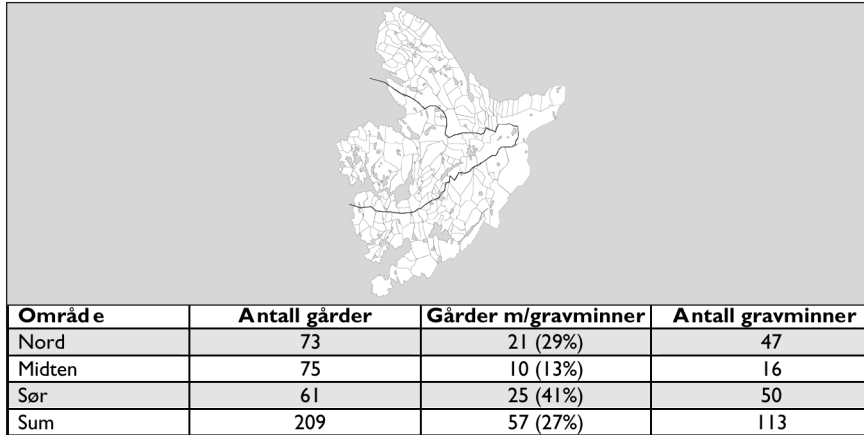 Område Antall gårder Gårder m/gravminner Antall gravminner
Nord 73 21 (29%) 47
Midten 75 10 (13%) 16
Sør 61 25 (41%) 50
Sum 209 57 (27%) 113